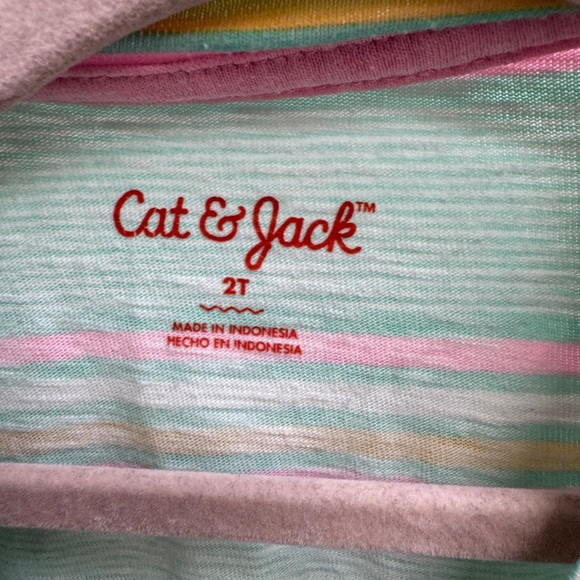 Cat & Jack™
2T
MADE IN INDONESIA
HECHO EN INDONESIA